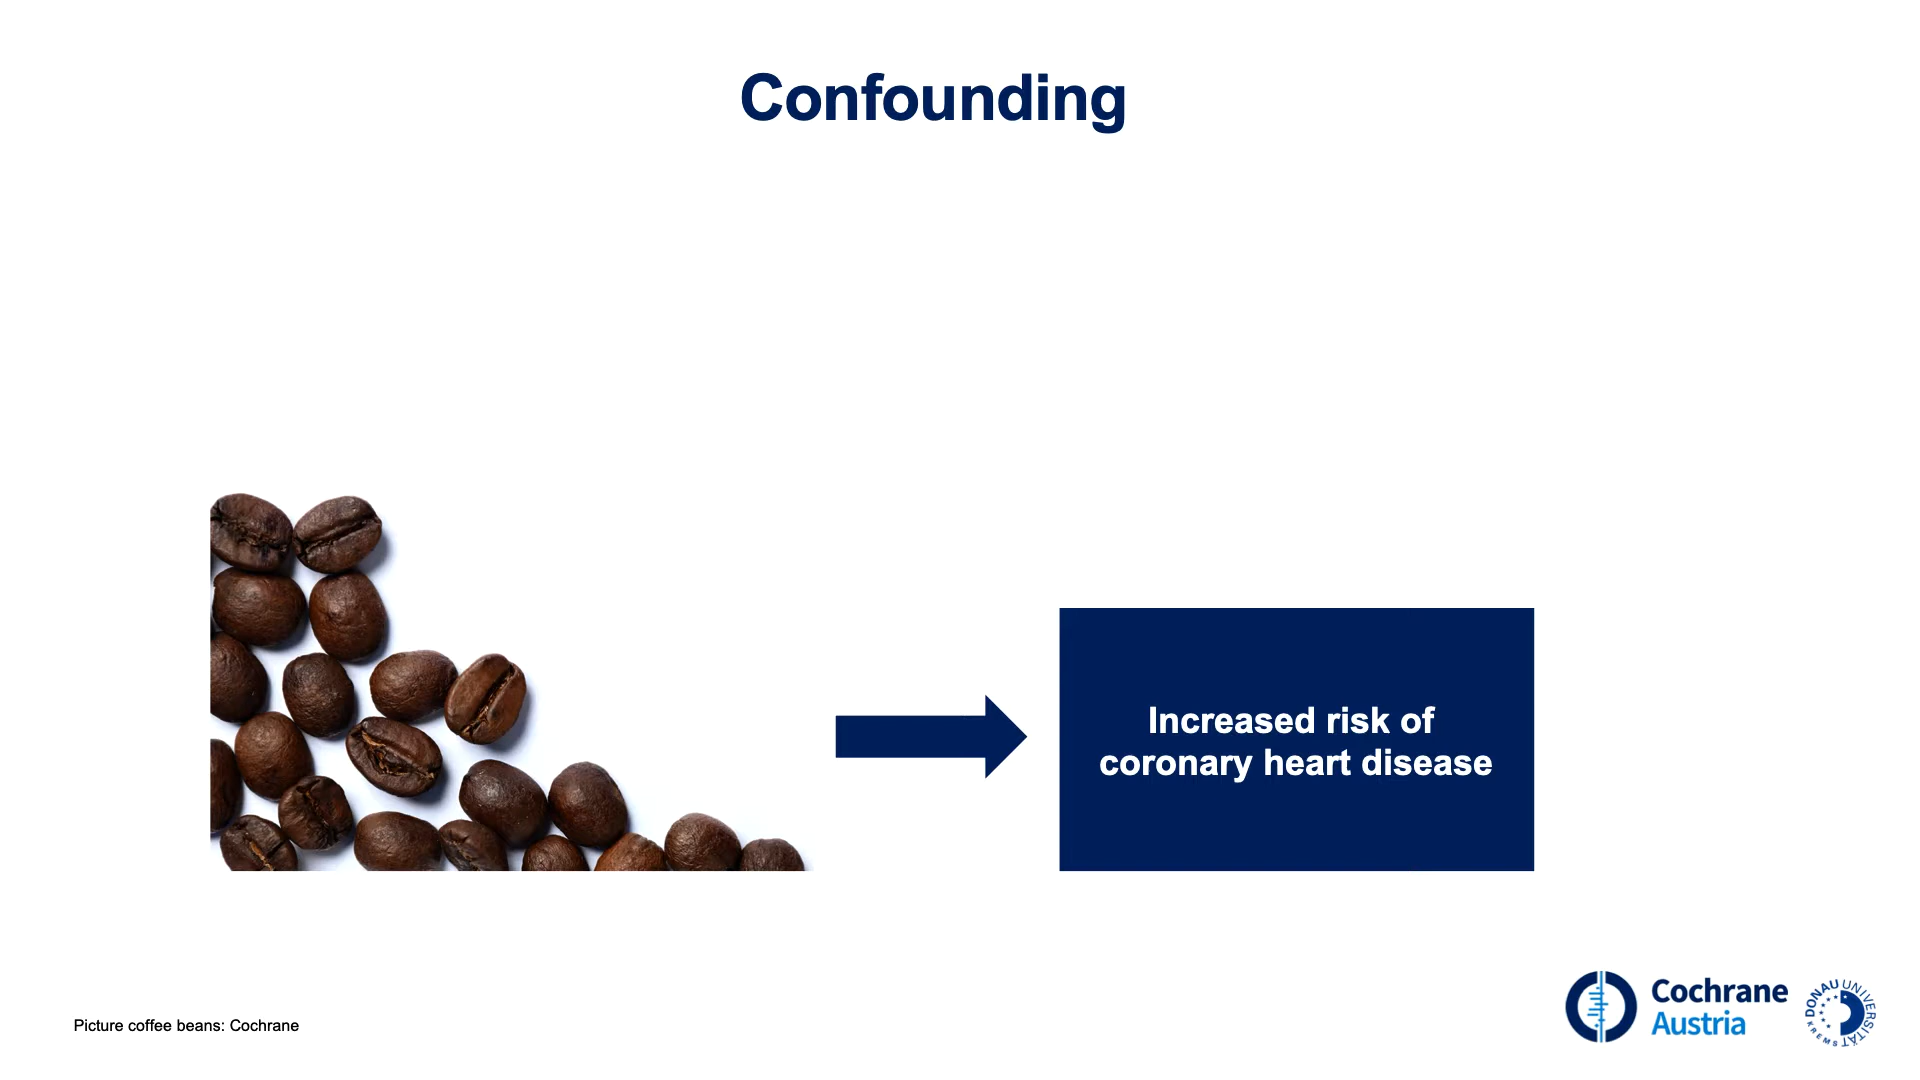 Confounding
Increased risk of
coronary heart disease
Picture coffee beans: Cochrane
Cochrane
Austria
DONAU UNIVERSITÄT
KREMS